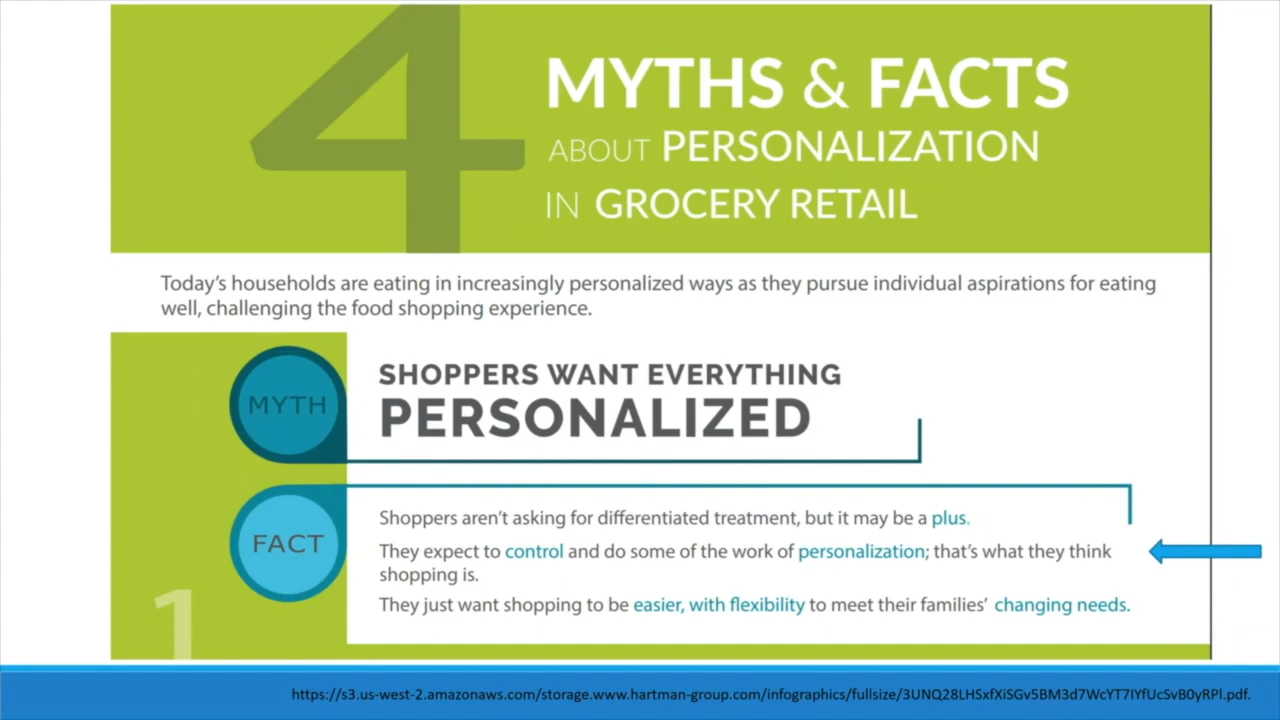 4
MYTHS & FACTS
ABOUT PERSONALIZATION
IN GROCERY RETAIL
Today's households are eating in increasingly personalized ways as they pursue individual aspirations for eating
well, challenging the food shopping experience.
MYTH
SHOPPERS WANT EVERYTHING
PERSONALIZED
FACT
Shoppers aren't asking for differentiated treatment, but it may be a plus.
They expect to control and do some of the work of personalization; that's what they think
shopping is.
They just want shopping to be easier, with flexibility to meet their families' changing needs.
1
https://s3.us-west-2.amazonaws.com/storage.www.hartman-group.com/infographics/fullsize/3UNQ28LHSxfXiSGv5BM3d7WcYT7IYfUcSvB0yRPl.pdf.